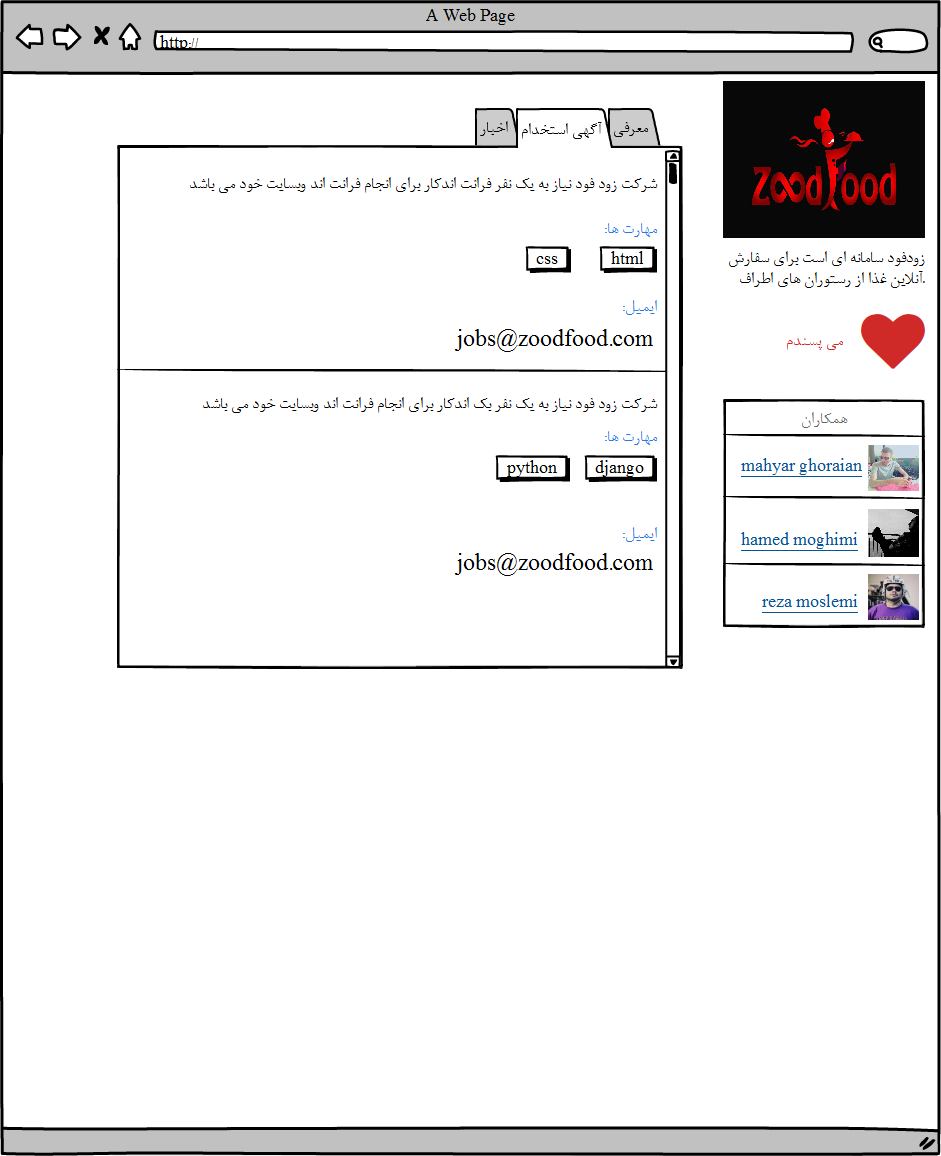 A Web Page
http://
ZoodFood
زودفود سامانه ای است برای سفارش
آنلاین غذا از رستوران های اطراف.
می پسندم
همکاران
mahyar ghoraian
hamed moghimi
reza moslemi
معرفی
آگهی استخدام
اخبار
شرکت زود فود نیاز به یک نفر فرانت اندکار برای انجام فرانت اند وبسایت خود می باشد
مهارت ها:
html
css
ایمیل:
jobs@zoodfood.com
شرکت زود فود نیاز به یک نفر بک اندکار برای انجام فرانت اند وبسایت خود می باشد
مهارت ها:
django
python
ایمیل:
jobs@zoodfood.com